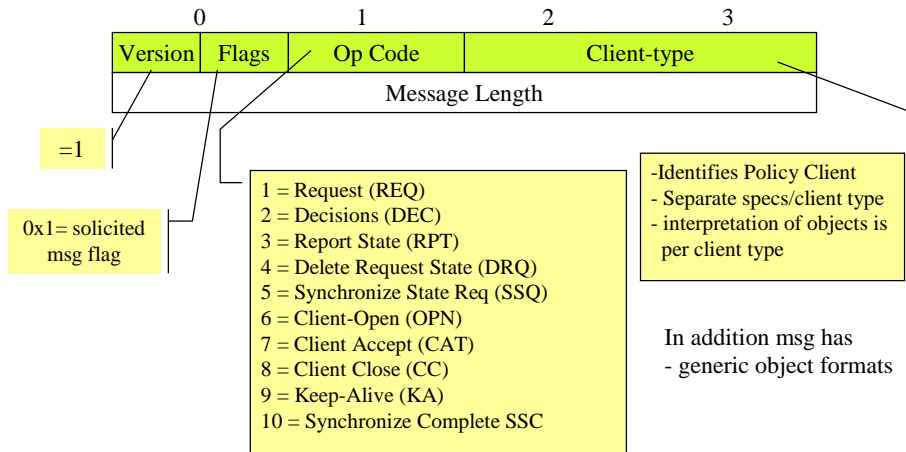 0 1 2 3
Version Flags Op Code Client-type
Message Length
=1
0x1= solicited
msg flag
1 = Request (REQ)
2 = Decisions (DEC)
3 = Report State (RPT)
4 = Delete Request State (DRQ)
5 = Synchronize State Req (SSQ)
6 = Client-Open (OPN)
7 = Client Accept (CAT)
8 = Client Close (CC)
9 = Keep-Alive (KA)
10 = Synchronize Complete SSC
-Identifies Policy Client
- Separate specs/client type
- interpretation of objects is
per client type
In addition msg has
- generic object formats